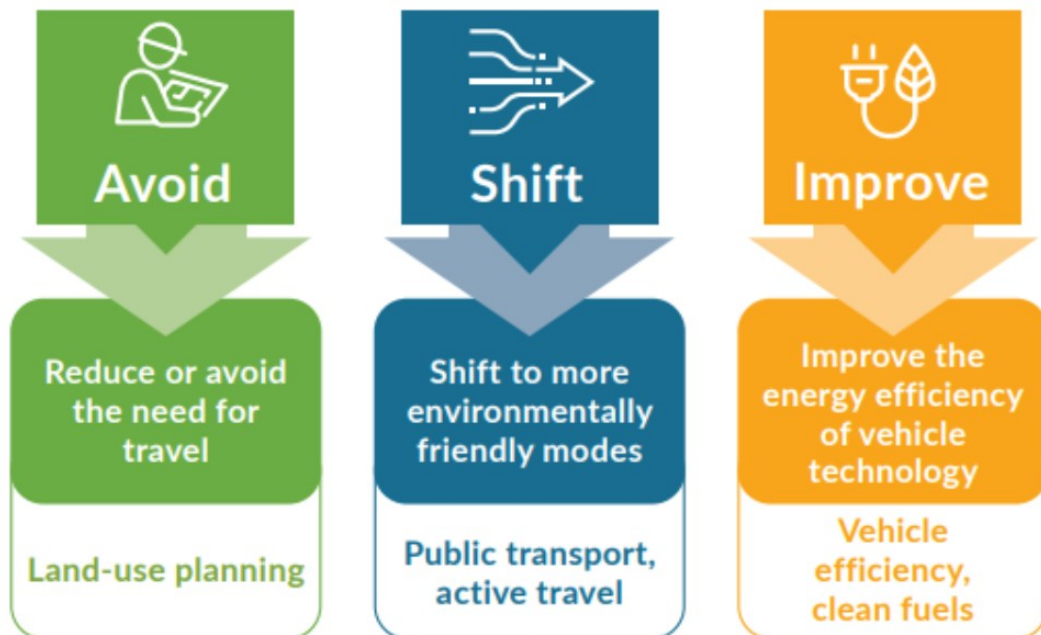 Avoid
Reduce or avoid
the need for
travel
Land-use planning
Shift
Shift to more
environmentally
friendly modes
Public transport,
active travel
Improve
Improve the
energy efficiency
of vehicle
technology
Vehicle
efficiency,
clean fuels